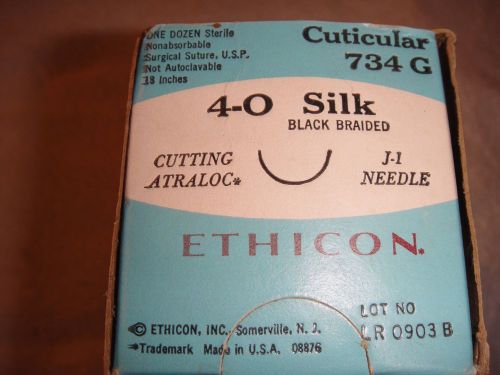 ONE DOZEN Sterile
Nonabsorbable
Surgical Suture, U.S.P.
Not Autoclavable
18 Inches
Cuticular
734 G
4-0 Silk
BLACK BRAIDED
CUTTING
ATRALOC*
J-1
NEEDLE
ETHICON*
© ETHICON, INC. Somerville, N. J.
*Trademark Made in U.S.A. 08876
LOT NO
LR 0903 B